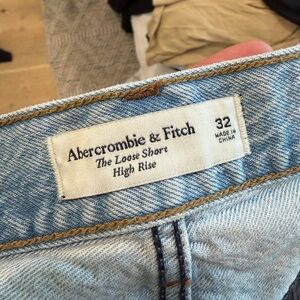 Abercrombie & Fitch
The Loose Short
High Rise
32
MADE IN
CHINA